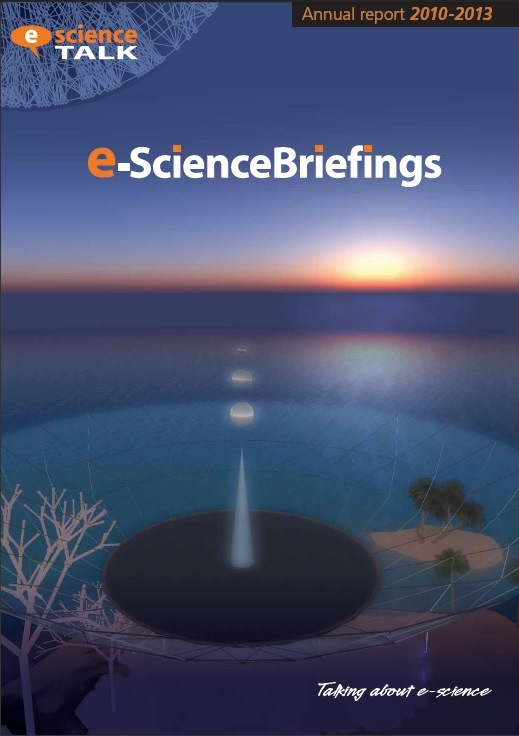 Annual report 2010-2013
e science
TALK
e-ScienceBriefings
Talking about e-science